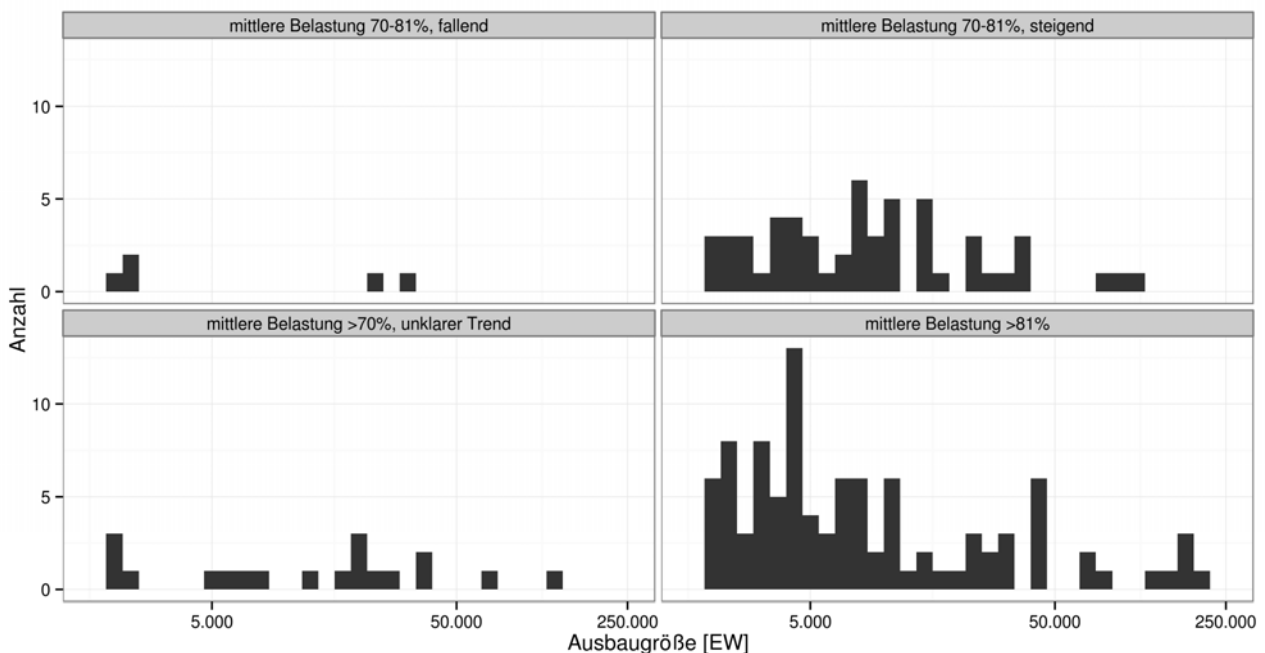 mittlere Belastung 70-81%, fallend
mittlere Belastung 70-81%, steigend
10
5
0
Anzahl
mittlere Belastung >70%, unklarer Trend
mittlere Belastung >81%
10
5
0
5.000
50.000
250.000
5.000
50.000
250.000
Ausbaugröße [EW]